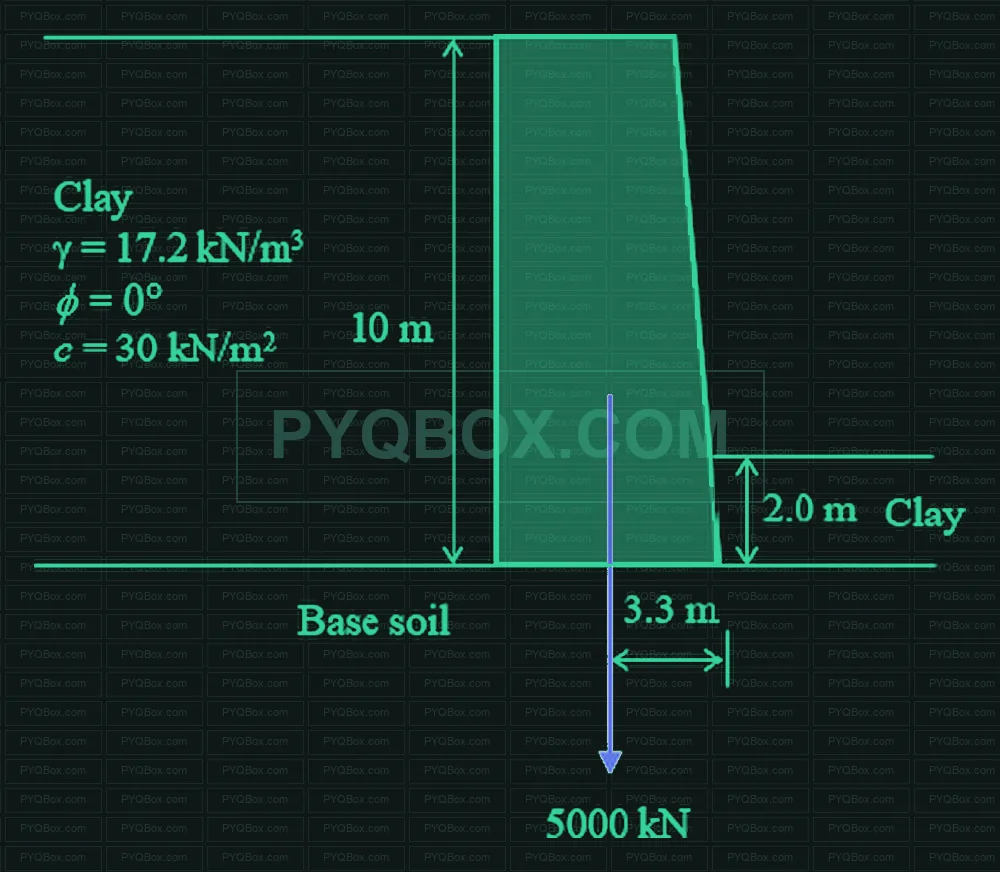 Clay
γ = 17.2 kN/m³
ϕ = 0°
c = 30 kN/m²
10 m
PYQBOX.COM
2.0 m Clay
Base soil
3.3 m
5000 kN